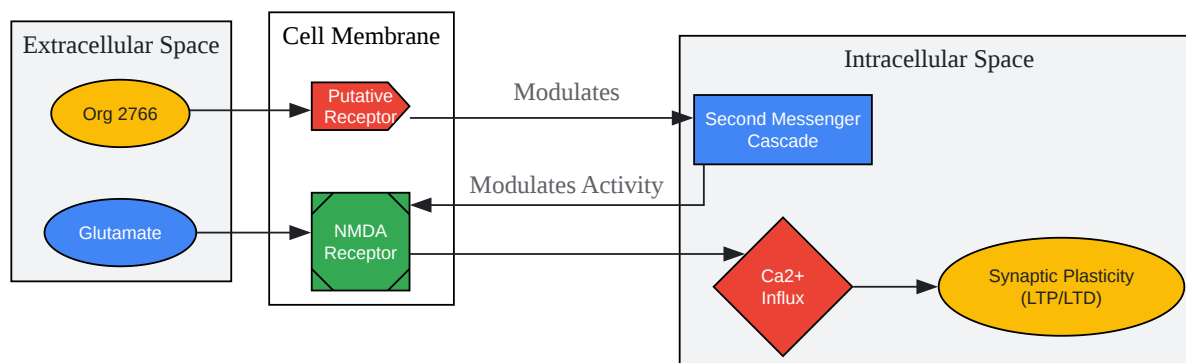 Extracellular Space
Org 2766
Glutamate
Cell Membrane
Putative
Receptor
NMDA
Receptor
Modulates
Modulates Activity
Intracellular Space
Second Messenger
Cascade
Ca2+
Influx
Synaptic Plasticity
(LTP/LTD)